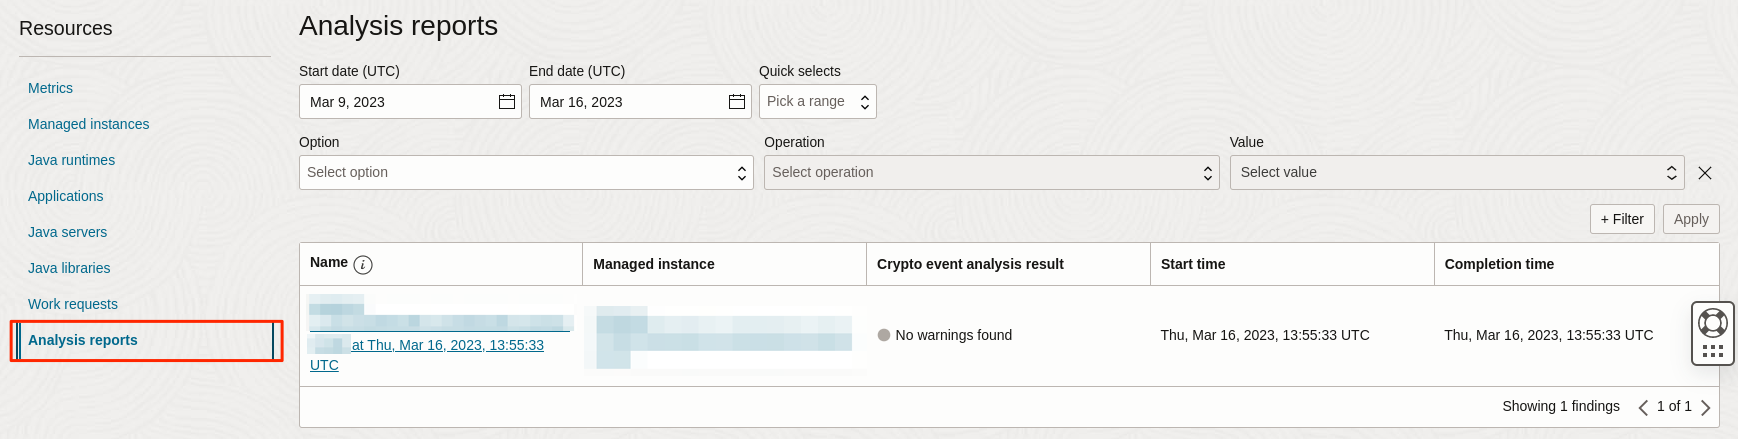 Resources
Metrics
Managed instances
Java runtimes
Applications
Java servers
Java libraries
Work requests
Analysis reports
Analysis reports
Start date (UTC) End date (UTC) Quick selects
Mar 9, 2023 Mar 16, 2023 Pick a range
Option Operation Value
Select option Select operation Select value
+ Filter Apply
Name i Managed instance Crypto event analysis result Start time Completion time
No warnings found Thu, Mar 16, 2023, 13:55:33 UTC Thu, Mar 16, 2023, 13:55:33 UTC
at Thu, Mar 16, 2023, 13:55:33
UTC
Showing 1 findings 1 of 1